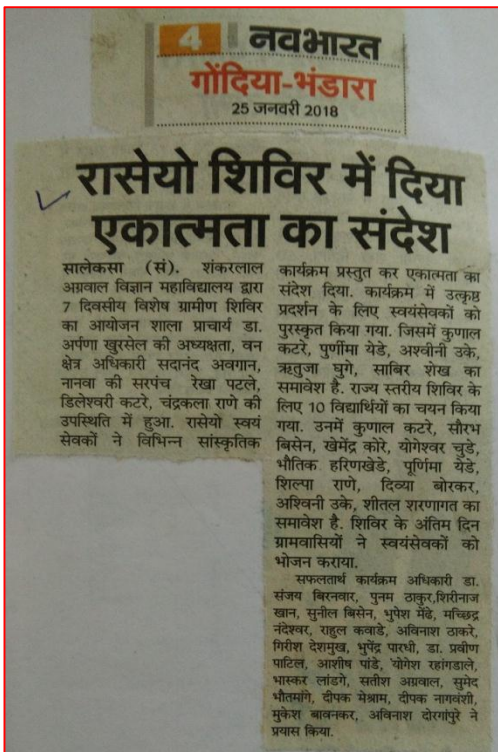 4 नवभारत
गोंदिया-भंडारा
25 जनवरी 2018
रासेयो शिविर में दिया
एकात्मता का संदेश
सालेकसा (सं). शंकरलाल
अग्रवाल विज्ञान महाविद्यालय द्वारा
7 दिवसीय विशेष ग्रामीण शिविर
का आयोजन शाला प्राचार्य डा.
अर्पणा खुरसेल की अध्यक्षता, वन
क्षेत्र अधिकारी सदानंद अवगान,
नानवा की सरपंच रेखा पटले,
डिलेश्वरी कटरे, चंद्रकला राणे की
उपस्थिति में हुआ. रासेयो स्वयं
सेवकों ने विभिन्न सांस्कृतिक
कार्यक्रम प्रस्तुत कर एकात्मता का
संदेश दिया. कार्यक्रम में उत्कृष्ठ
प्रदर्शन के लिए स्वयंसेवकों को
पुरस्कृत किया गया. जिसमें कुणाल
कटरे, पुर्णीमा येडे, अश्वीनी उके,
ऋतुजा घुगे, साबिर शेख का
समावेश है. राज्य स्तरीय शिविर के
लिए 10 विद्यार्थियों का चयन किया
गया. उनमें कुणाल कटरे, सौरभ
बिसेन, खेमेंद्र कोरे, योगेश्वर चुडे,
भौतिक हरिणखेडे, पूर्णिमा येडे,
शिल्पा राणे, दिव्या बोरकर,
अश्विनी उके, शीतल शरणागत का
समावेश है. शिविर के अंतिम दिन
ग्रामवासियों ने स्वयंसेवकों को
भोजन कराया.
सफलतार्थ कार्यक्रम अधिकारी डा.
संजय बिरनवार, पुनम ठाकुर,शिरीनाज
खान, सुनील बिसेन, भुपेश मेंढे, मच्छिद्र
नंदेश्वर, राहुल कवाडे, अविनाश ठाकरे,
गिरीश देशमुख, भुपेंद्र पारधी, डा. प्रवीण
पाटिल, आशीष पांडे, योगेश रहांगडाले,
भास्कर लांडगे, सतीश अग्रवाल, सुमेद
भौतमांगे, दीपक मेश्राम, दीपक नागवंशी,
मुकेश बावनकर, अविनाश दोरगांपुरे ने
प्रयास किया.